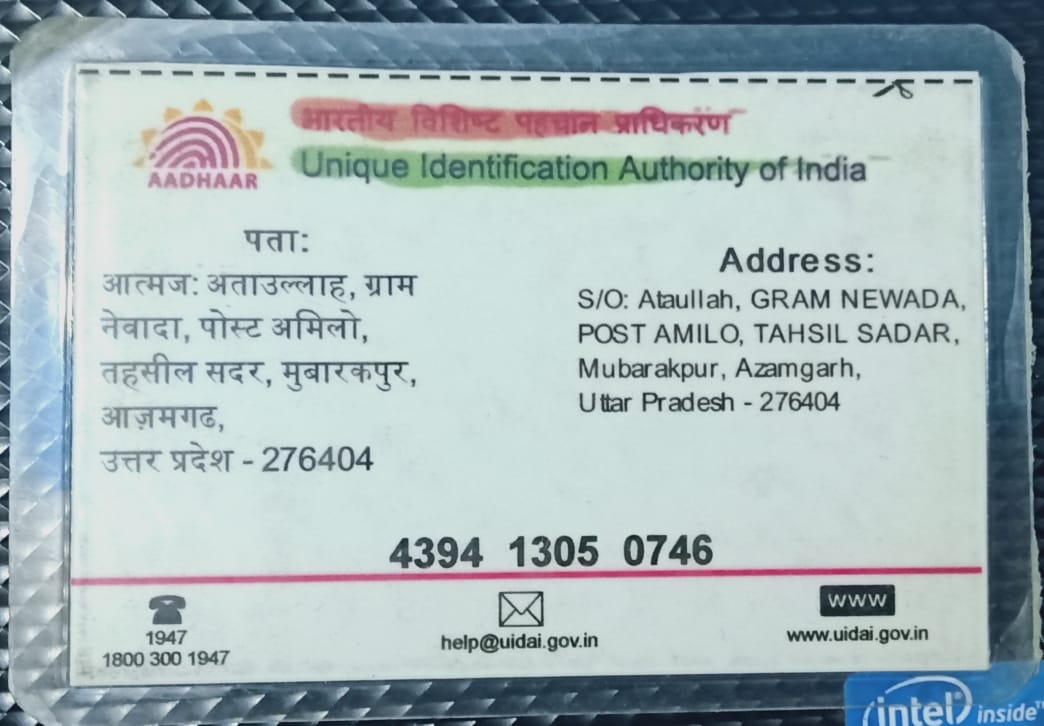 भारतीय विशिष्ट पहचान प्राधिकरण
Unique Identification Authority of India
AADHAAR
पता:
आत्मज: अताउल्लाह, ग्राम
नेवादा, पोस्ट अमिलो,
तहसील सदर, मुबारकपुर,
आज़मगढ,
उत्तर प्रदेश - 276404
Address:
S/O: Ataullah, GRAM NEWADA,
POST AMILO, TAHSIL SADAR,
Mubarakpur, Azamgarh,
Uttar Pradesh - 276404
4394 1305 0746
1947
1800 300 1947
help@uidai.gov.in
www
www.uidai.gov.in
intel inside™